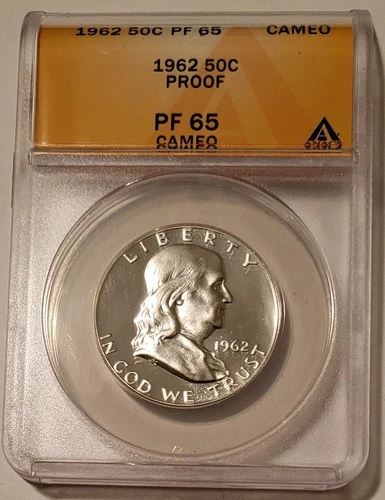 1962 50C PF 65 CAMEO
1962 50C
PROOF
PF 65
CAMEO
LIBERTY
1962
IN GOD WE TRUST